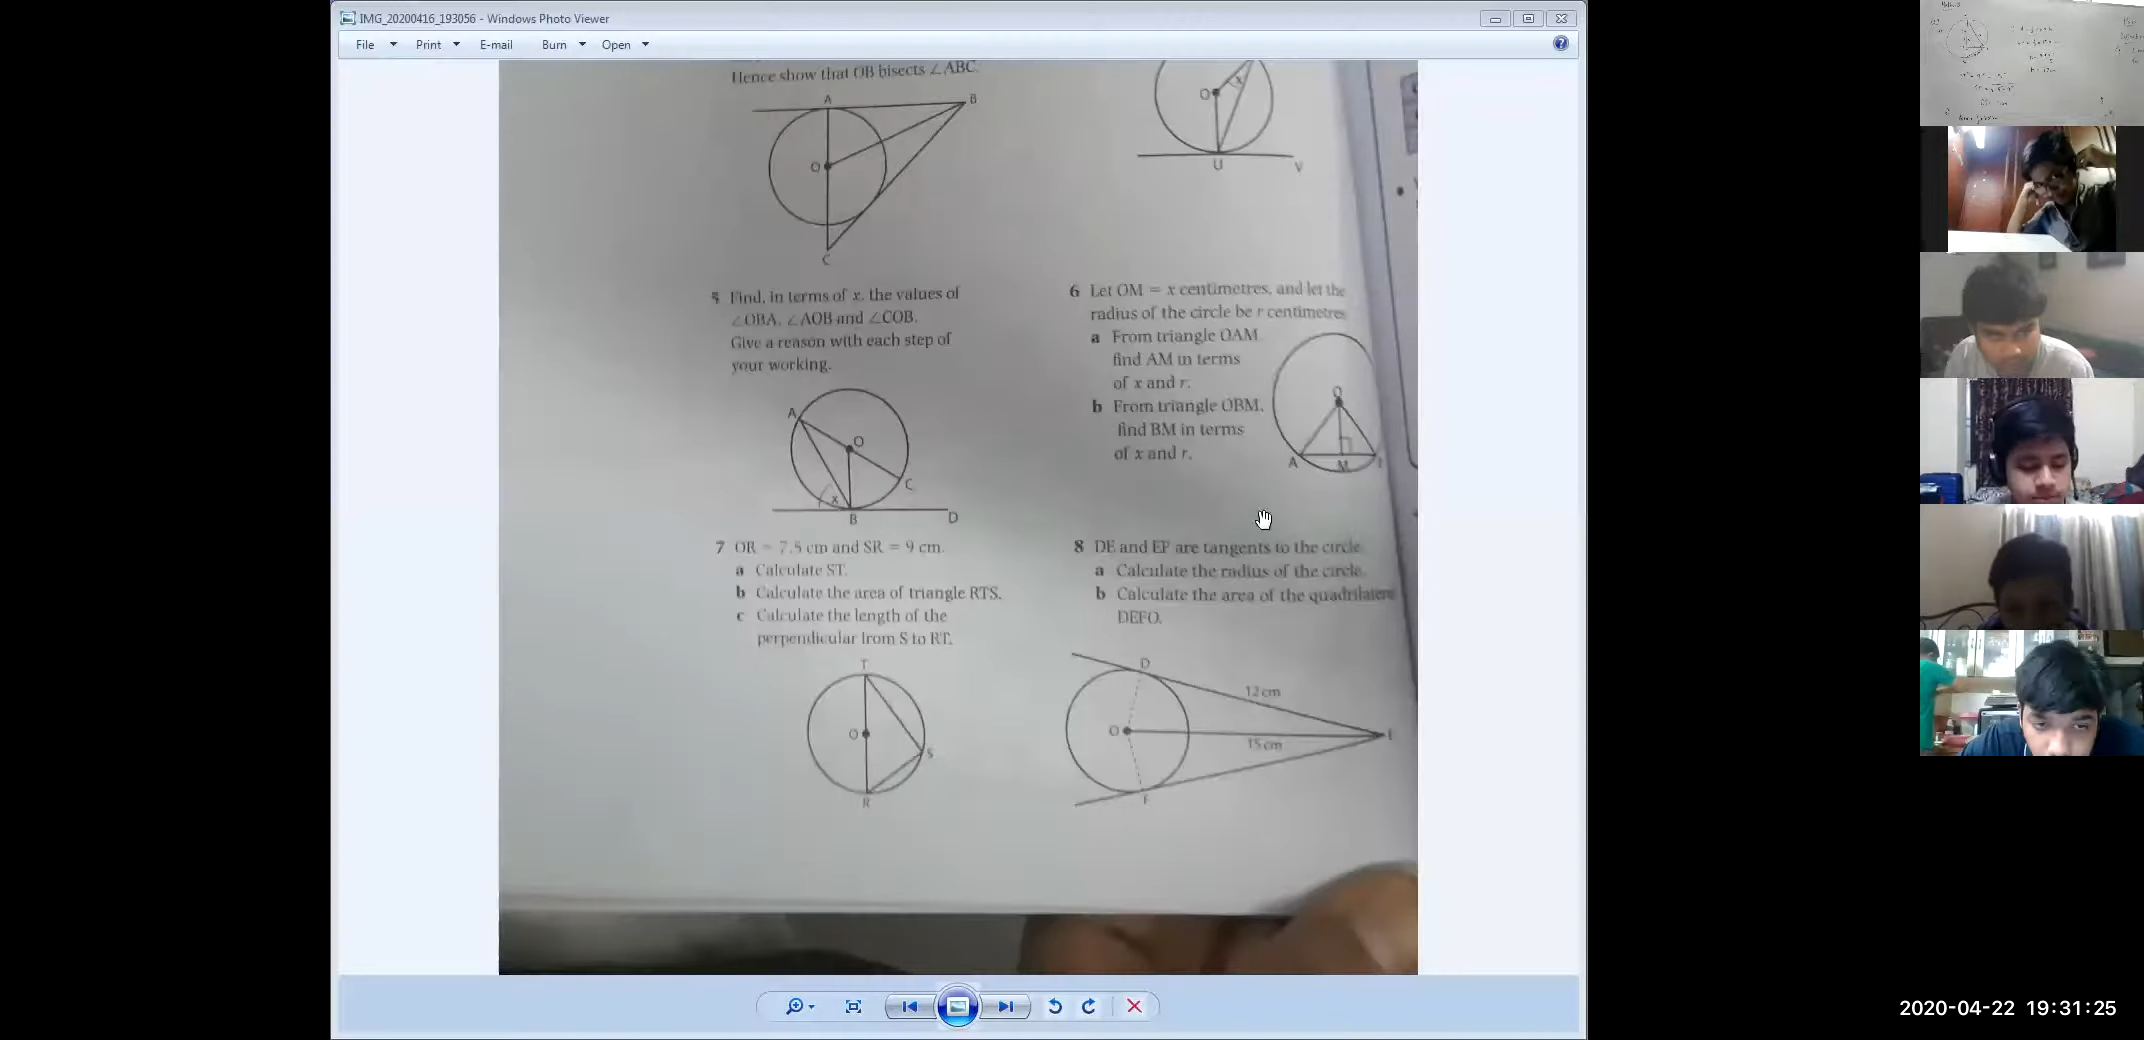 IMG_20200416_193056 - Windows Photo Viewer
File Print E-mail Burn Open
Hence show that OB bisects ∠ABC.
A
B
O
C
O
x
U
V
5 Find, in terms of x, the values of
∠OBA, ∠AOB and ∠COB.
Give a reason with each step of
your working.
A
O
C
x
B
D
6 Let OM = x centimetres, and let the
radius of the circle be r centimetres
a From triangle OAM
find AM in terms
of x and r.
b From triangle OBM,
find BM in terms
of x and r.
O
A
M
7 OR = 7.5 cm and SR = 9 cm.
a Calculate ST.
b Calculate the area of triangle RTS.
c Calculate the length of the
perpendicular from S to RT.
T
O
S
R
8 DE and EF are tangents to the circle
a Calculate the radius of the circle.
b Calculate the area of the quadrilateral
DEFO.
D
12 cm
O
15 cm
F
2020-04-22 19:31:25